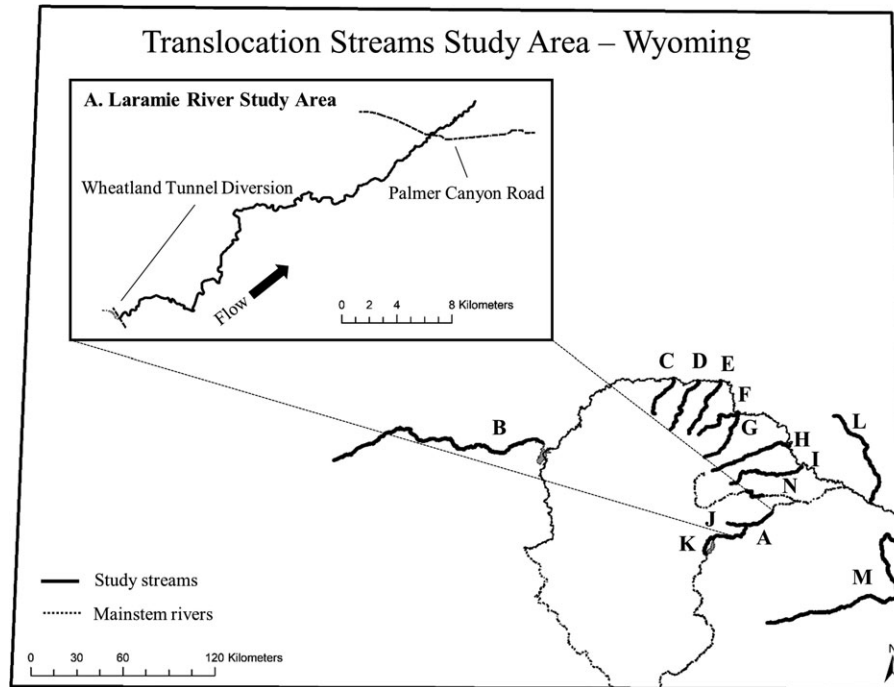 Translocation Streams Study Area – Wyoming
A. Laramie River Study Area
Wheatland Tunnel Diversion
Palmer Canyon Road
Flow
0 2 4 8 Kilometers
C D E
F
B
G
H
L
I
N
J
A
K
M
Study streams
Mainstem rivers
0 30 60 120 Kilometers
N